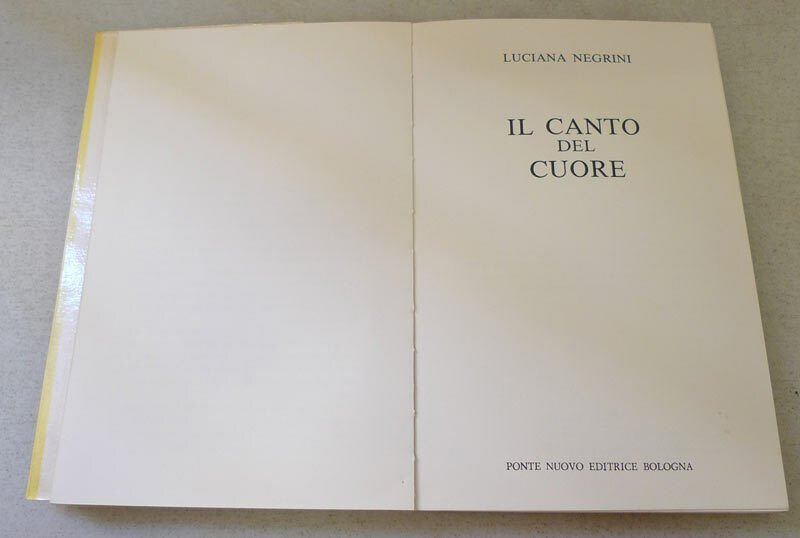 LUCIANA NEGRINI
IL CANTO
DEL
CUORE
PONTE NUOVO EDITRICE BOLOGNA